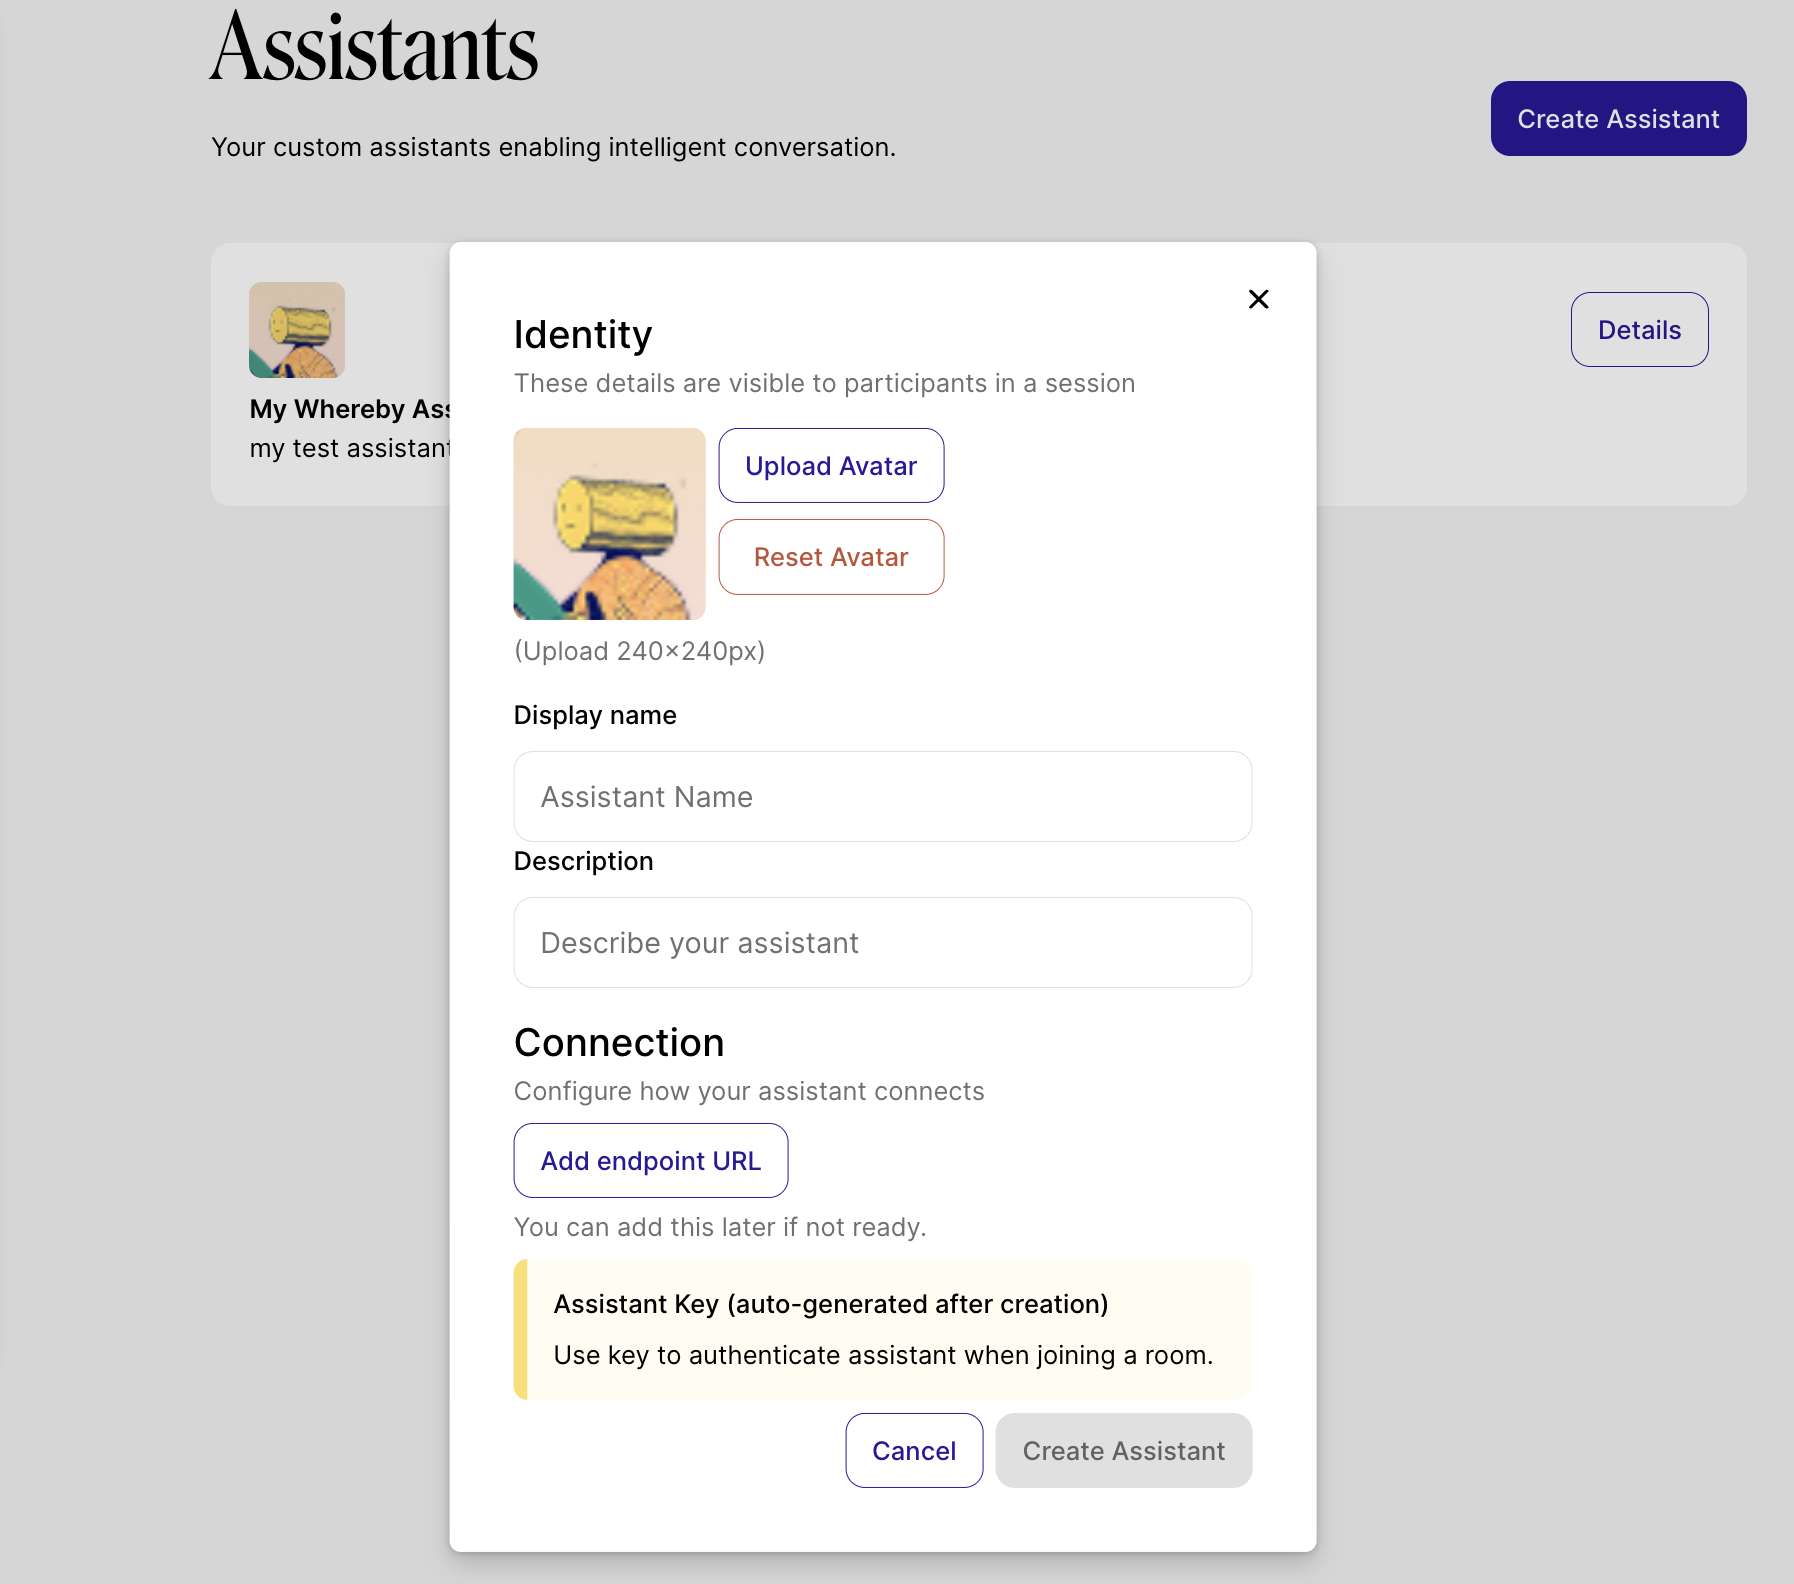 Assistants
Your custom assistants enabling intelligent conversation.
Create Assistant
My Whereby Ass
my test assistant
Details
Identity
These details are visible to participants in a session
Upload Avatar
Reset Avatar
(Upload 240×240px)
Display name
Assistant Name
Description
Describe your assistant
Connection
Configure how your assistant connects
Add endpoint URL
You can add this later if not ready.
Assistant Key (auto-generated after creation)
Use key to authenticate assistant when joining a room.
Cancel
Create Assistant